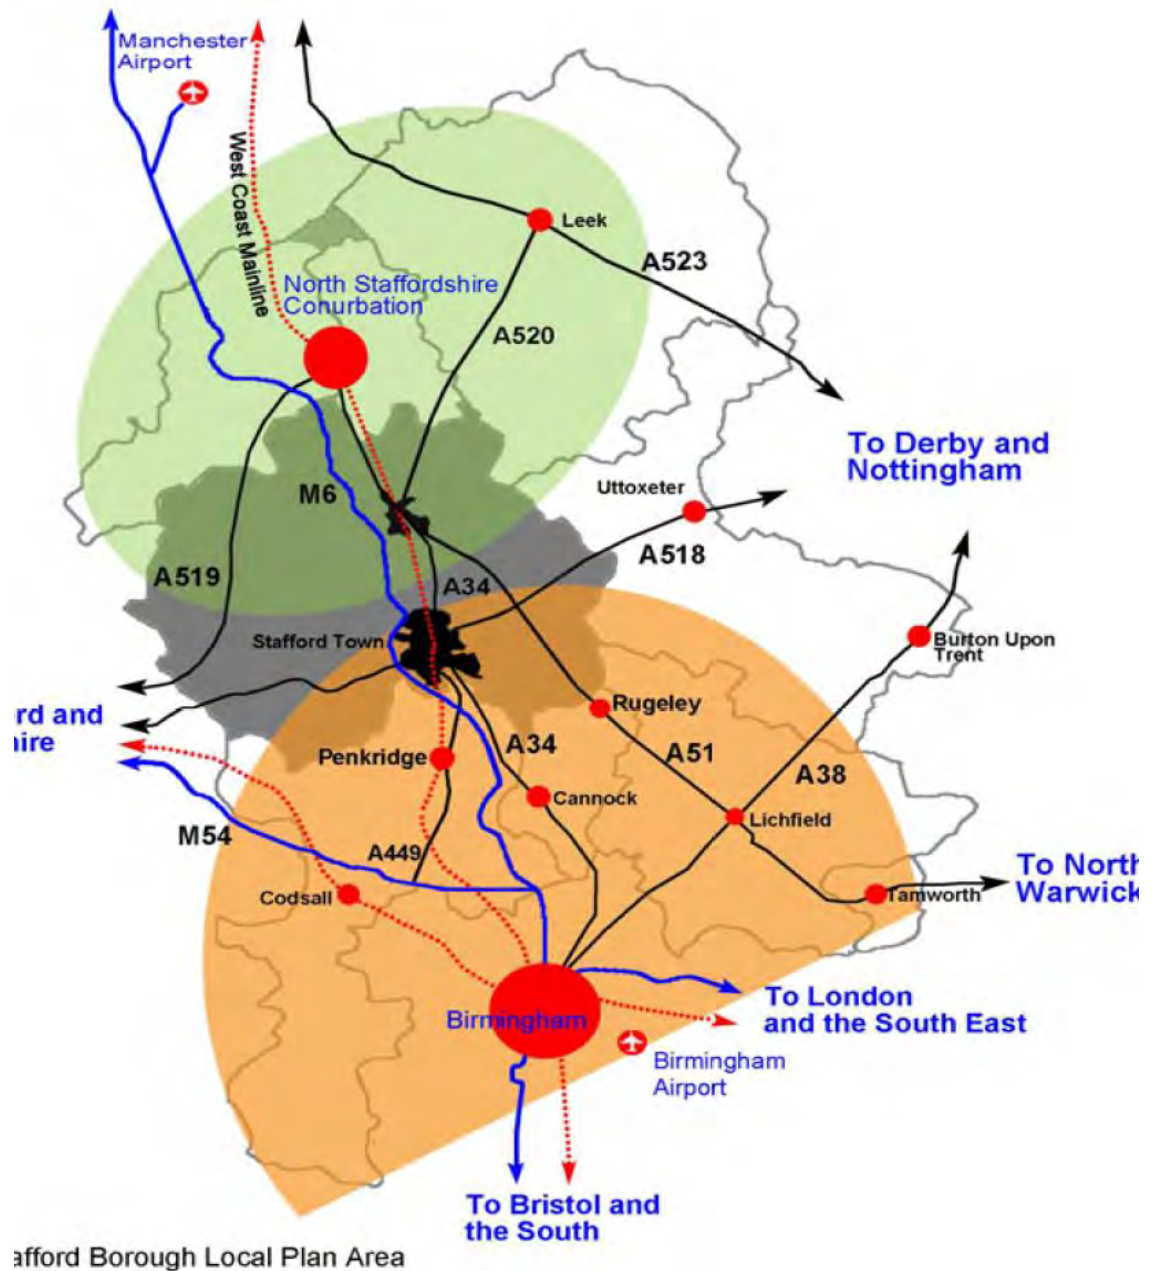 Manchester
Airport
West Coast Mainline
Leek
A523
North Staffordshire
Conurbation
A520
To Derby and
Nottingham
Uttoxeter
M6
A518
A519
A34
Stafford Town
Burton Upon
Trent
Rugeley
rd and
ire
A34
A51
Penkridge
A38
Cannock
Lichfield
M54
A449
To North
Warwick
Codsall
Tamworth
To London
and the South East
Birmingham
Birmingham
Airport
To Bristol and
the South
afford Borough Local Plan Area